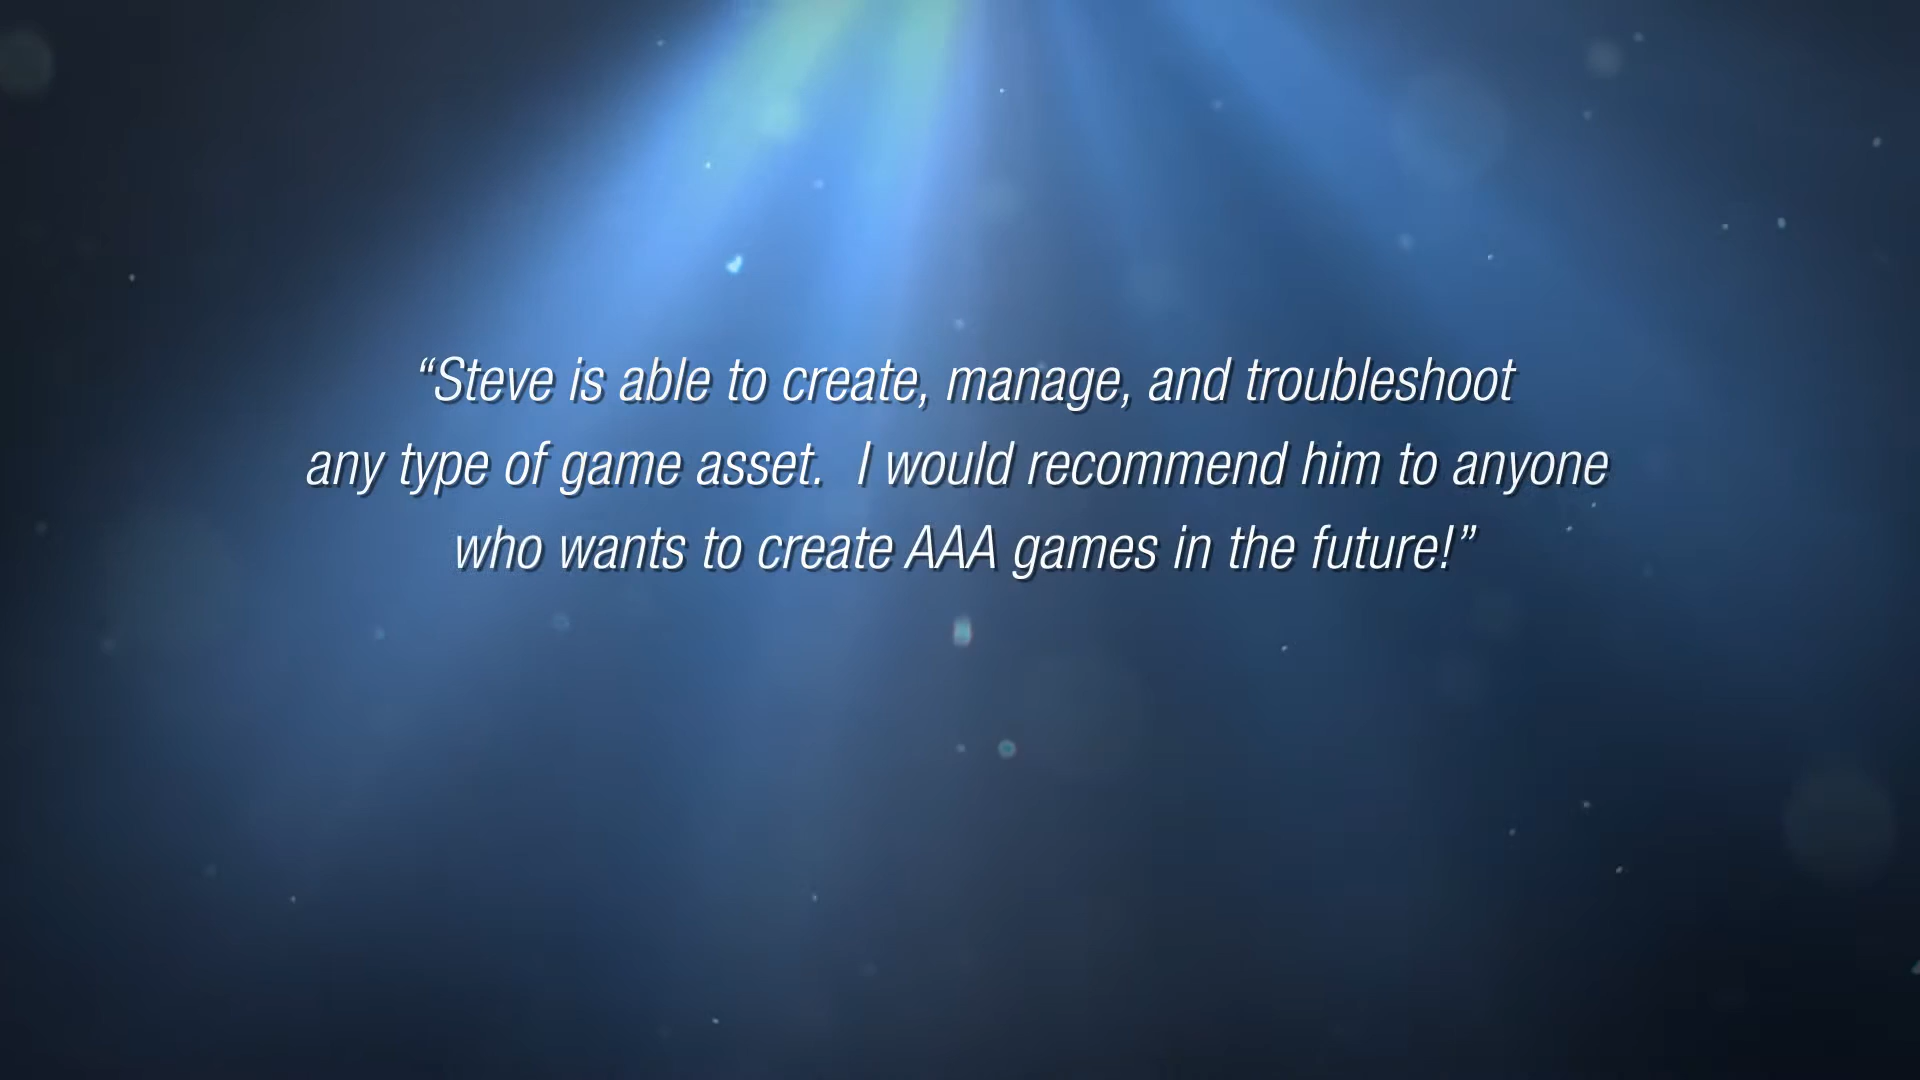 “Steve is able to create, manage, and troubleshoot
any type of game asset.  I would recommend him to anyone
who wants to create AAA games in the future!”